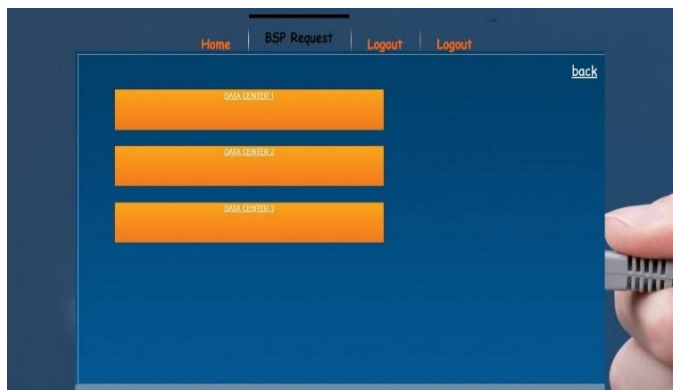 Home BSP Request Logout Logout
back
DATA CENTER 1
DATA CENTER 2
DATA CENTER 3